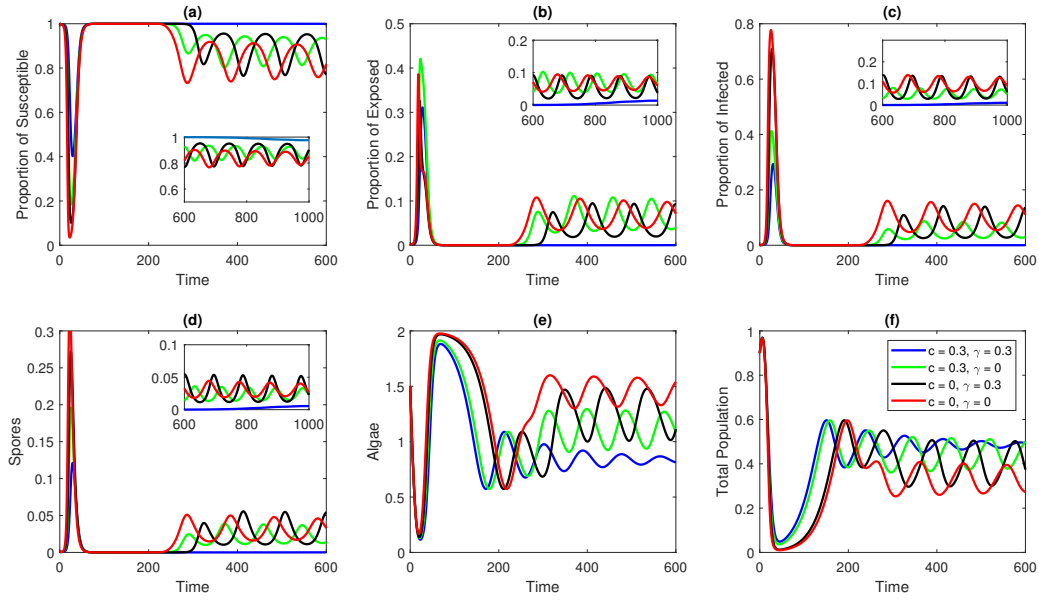 (a)
Proportion of Susceptible
1
0.8
0.6
0.4
0.2
0
0 200 400 600
Time
1
0.8
0.6
600 800 1000
(b)
Proportion of Exposed
0.5
0.4
0.3
0.2
0.1
0
0 200 400 600
Time
0.2
0.1
0
600 800 1000
(c)
Proportion of Infected
0.8
0.6
0.4
0.2
0
0 200 400 600
Time
0.3
0.2
0.1
0
600 800 1000
(d)
Spores
0.3
0.25
0.2
0.15
0.1
0.05
0
0 200 400 600
Time
0.1
0.05
0
600 800 1000
(e)
Algae
2
1.5
1
0.5
0
0 200 400 600
Time
(f)
Total Population
1
0.8
0.6
0.4
0.2
0
0 200 400 600
Time
c = 0.3, γ = 0.3
c = 0.3, γ = 0
c = 0, γ = 0.3
c = 0, γ = 0